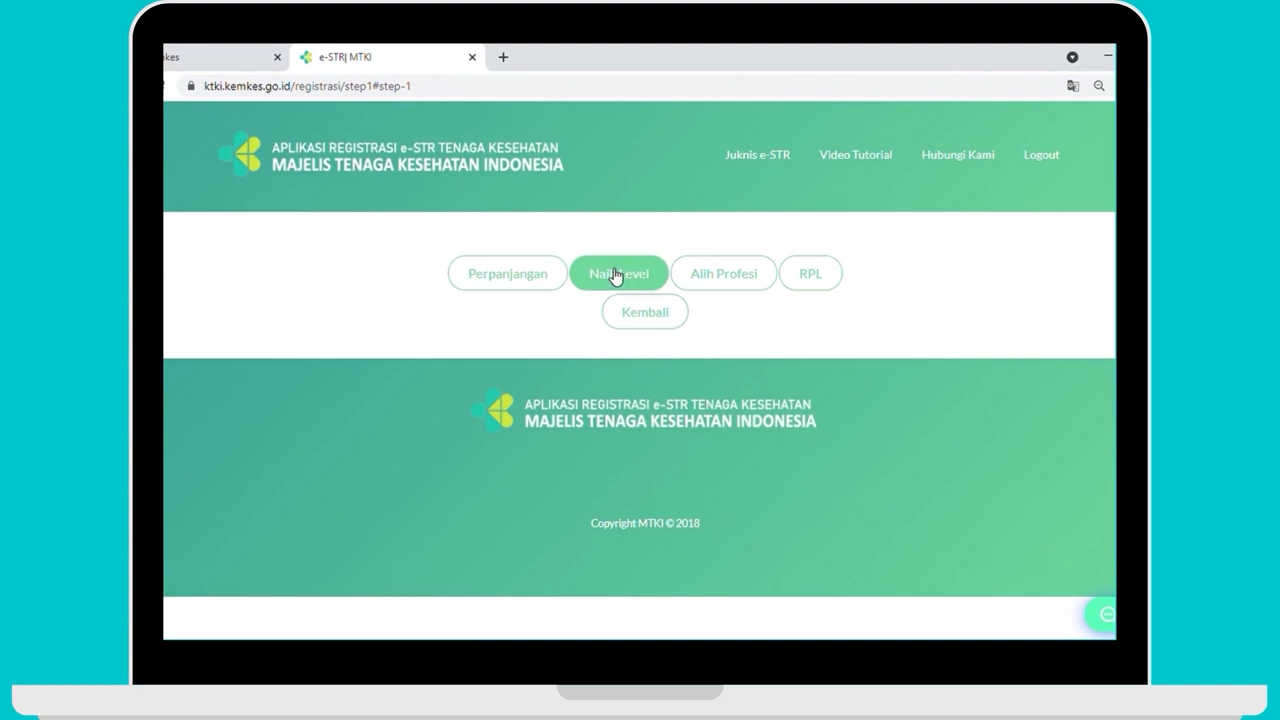 kes
e-STR| MTKI
ktki.kemkes.go.id/registrasi/step1#step-1
APLIKASI REGISTRASI e-STR TENAGA KESEHATAN
MAJELIS TENAGA KESEHATAN INDONESIA
Juknis e-STR
Video Tutorial
Hubungi Kami
Logout
Perpanjangan
Naik Level
Alih Profesi
RPL
Kembali
APLIKASI REGISTRASI e-STR TENAGA KESEHATAN
MAJELIS TENAGA KESEHATAN INDONESIA
Copyright MTKI © 2018